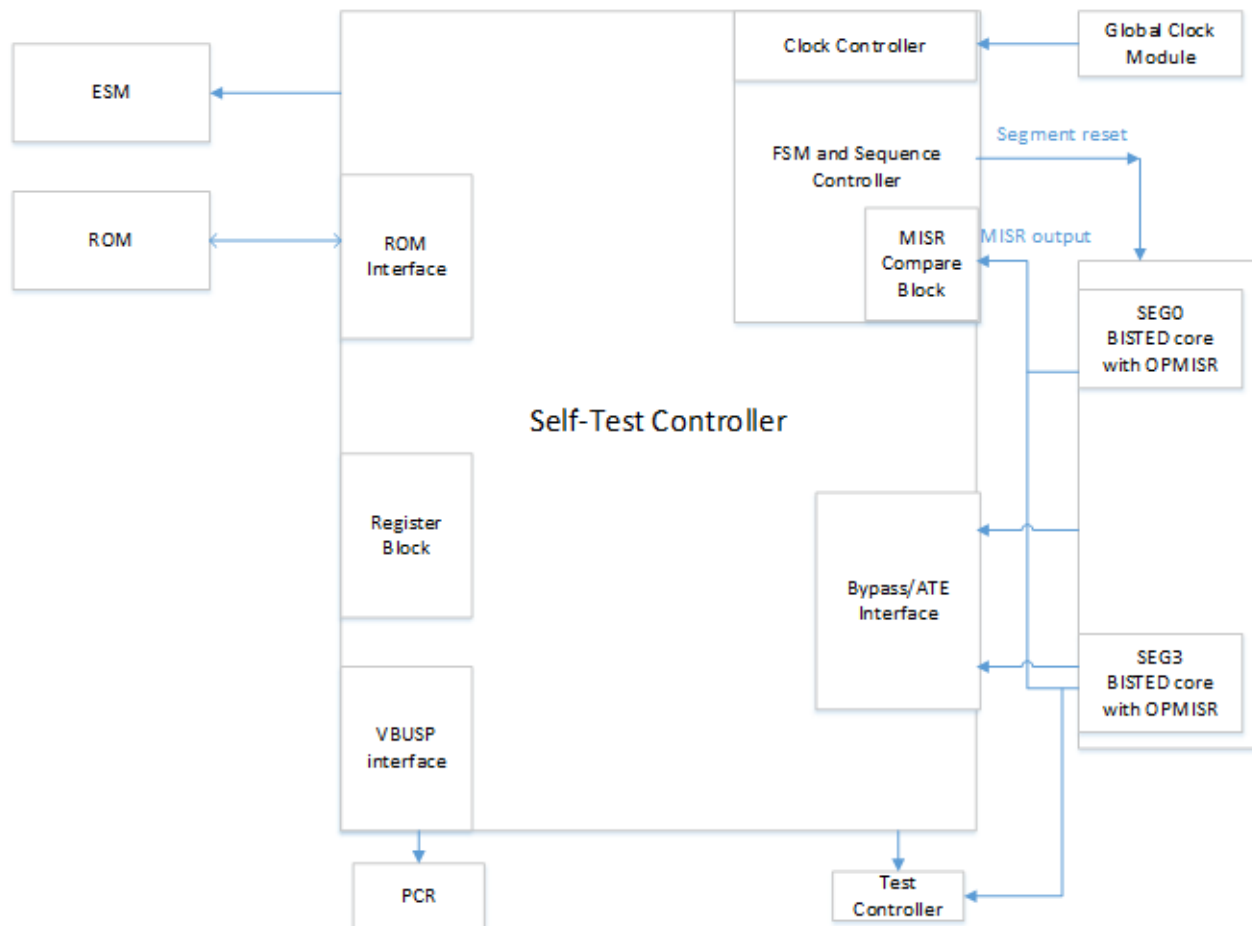 Clock Controller
Global Clock
Module
ESM
Segment reset
FSM and Sequence
Controller
ROM
ROM
Interface
MISR
Compare
Block
MISR output
SEG0
BISTED core
with OPMISR
Self-Test Controller
Register
Block
Bypass/ATE
Interface
SEG3
BISTED core
with OPMISR
VBUSP
interface
PCR
Test
Controller